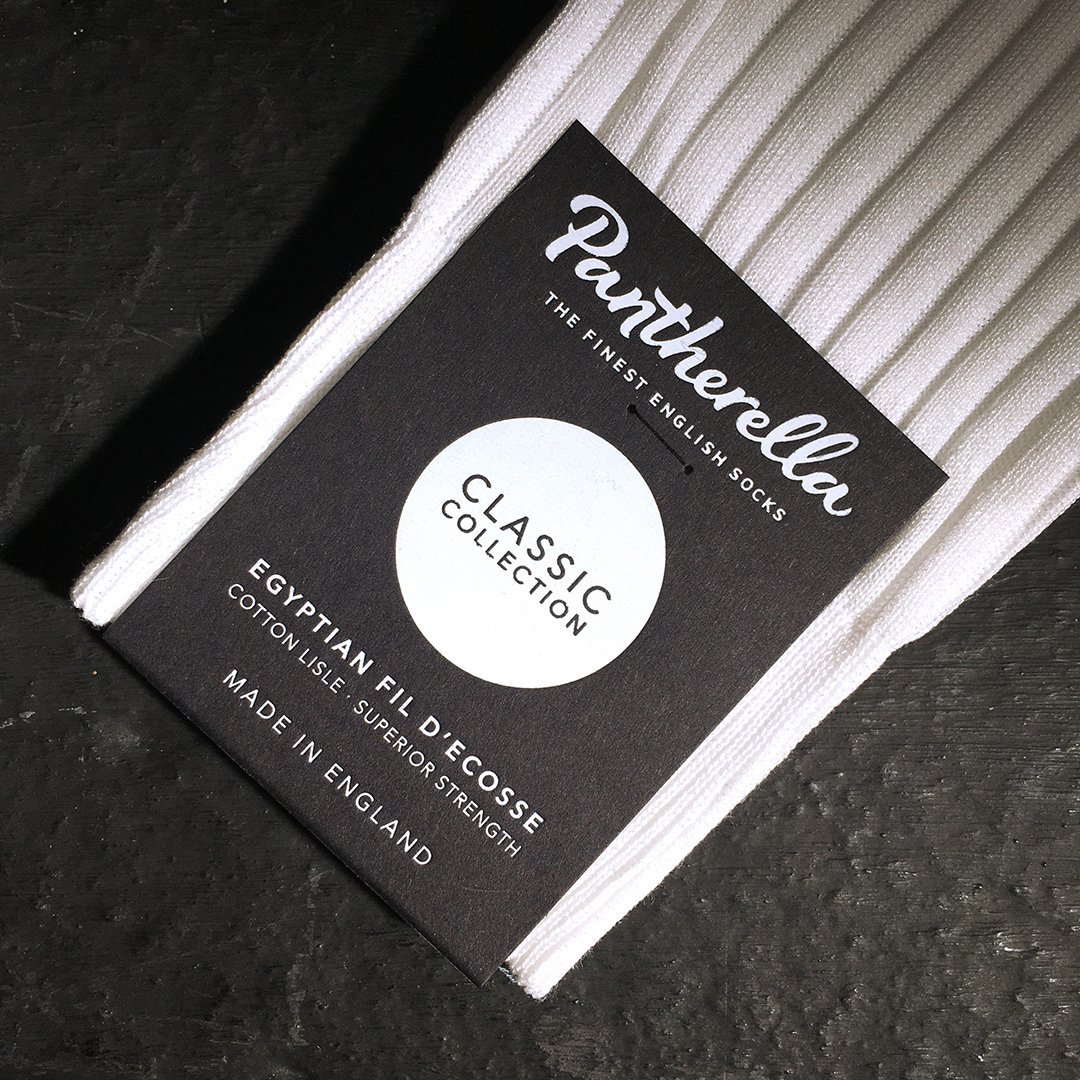 Pantherella
THE FINEST ENGLISH SOCKS
CLASSIC
COLLECTION
EGYPTIAN FIL D'ECOSSE
COTTON LISLE . SUPERIOR STRENGTH
MADE IN ENGLAND